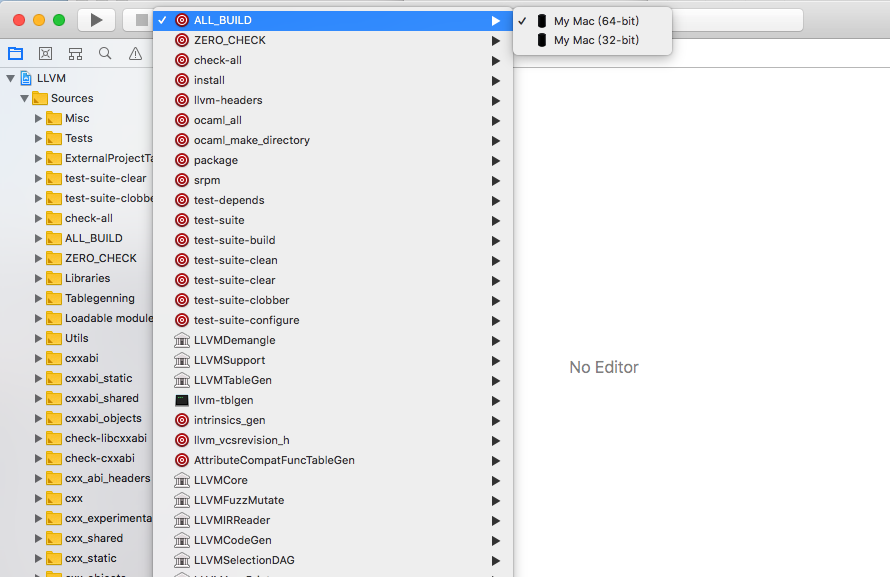 ALL_BUILD
ZERO_CHECK
check-all
install
llvm-headers
ocaml_all
ocaml_make_directory
package
srpm
test-depends
test-suite
test-suite-build
test-suite-clean
test-suite-clear
test-suite-clobber
test-suite-configure
LLVMDemangle
LLVMSupport
LLVMTableGen
llvm-tblgen
intrinsics_gen
llvm_vcsrevision_h
AttributeCompatFuncTableGen
LLVMCore
LLVMFuzzMutate
LLVMIRReader
LLVMCodeGen
LLVMSelectionDAG
My Mac (64-bit)
My Mac (32-bit)
LLVM
Sources
Misc
Tests
ExternalProjectTa
test-suite-clear
test-suite-clobbe
check-all
ALL_BUILD
ZERO_CHECK
Libraries
Tablegenning
Loadable module
Utils
cxxabi
cxxabi_static
cxxabi_shared
cxxabi_objects
check-libcxxabi
check-cxxabi
cxx_abi_headers
cxx
cxx_experimenta
cxx_shared
cxx_static
No Editor